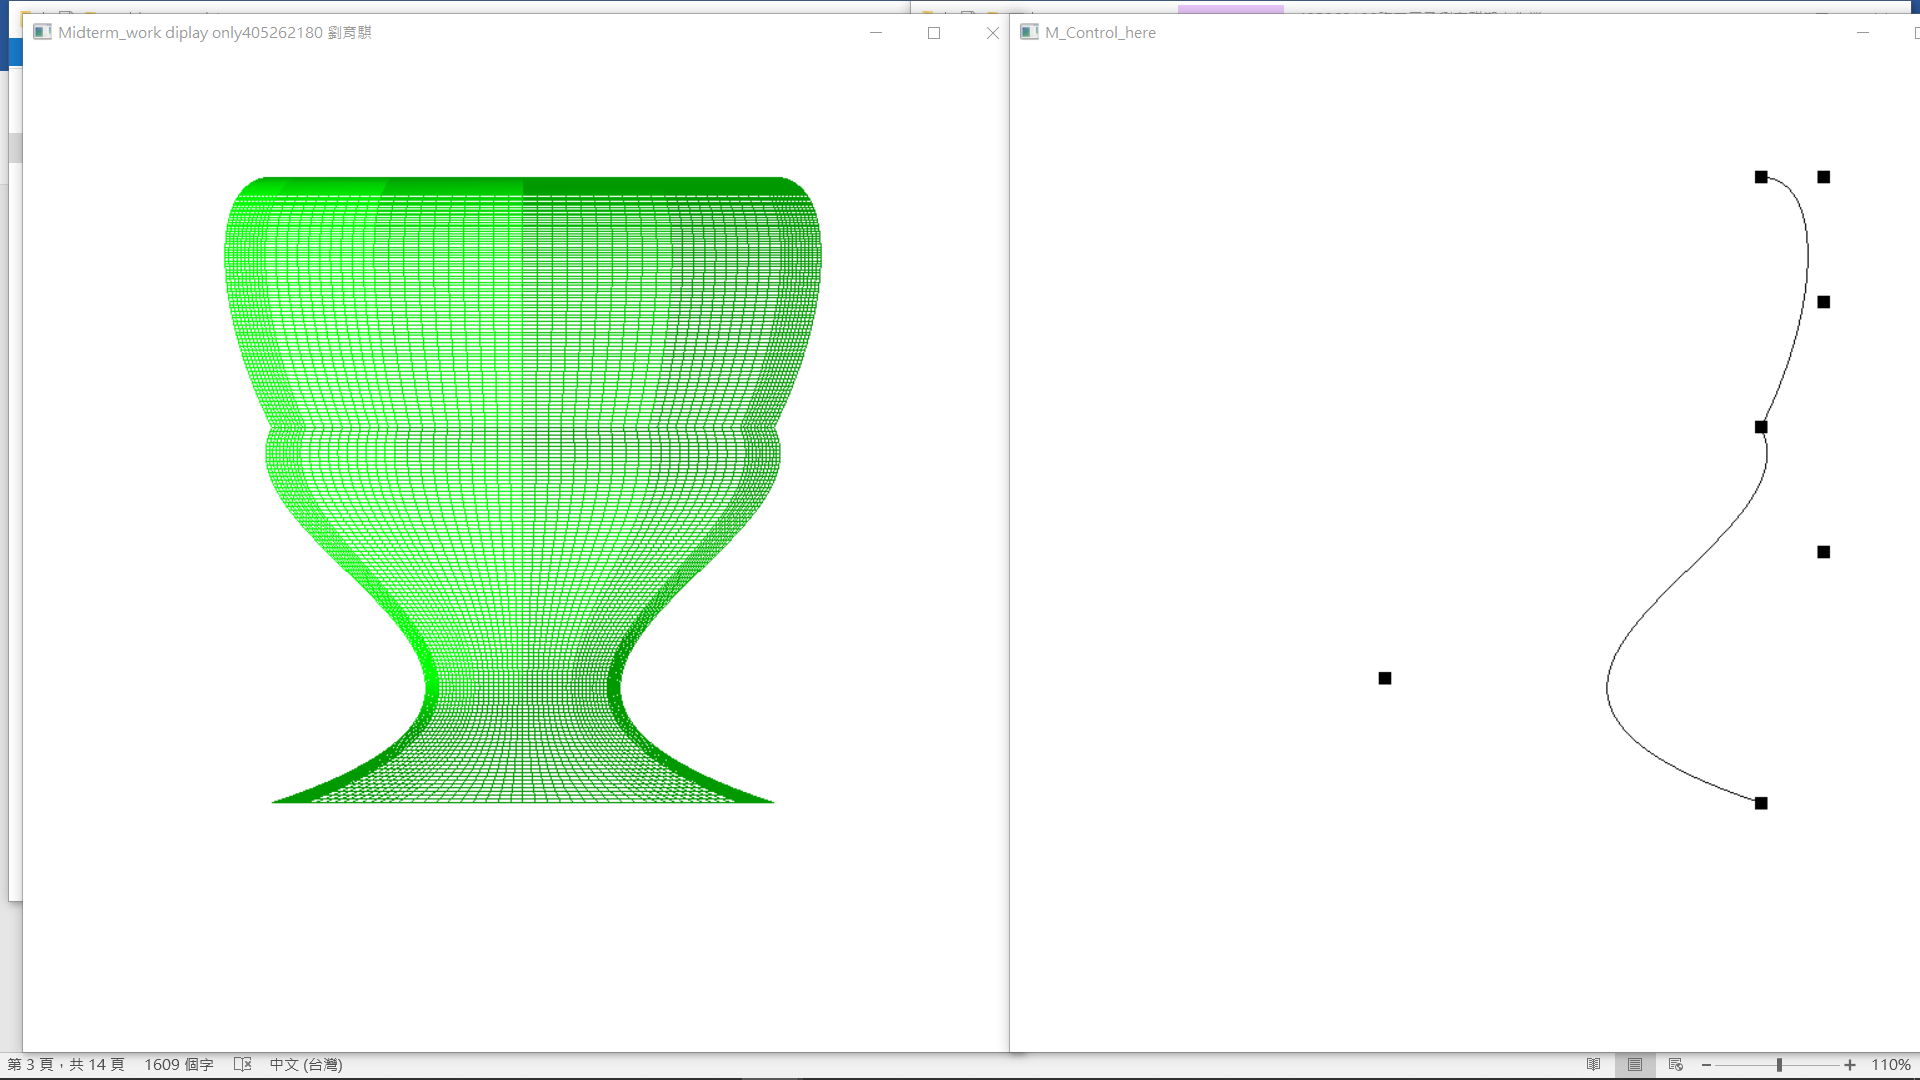 Midterm_work diplay only405262180 劉育騏
M_Control_here
第 3 頁，共 14 頁 1609 個字 中文 (台灣) 110%